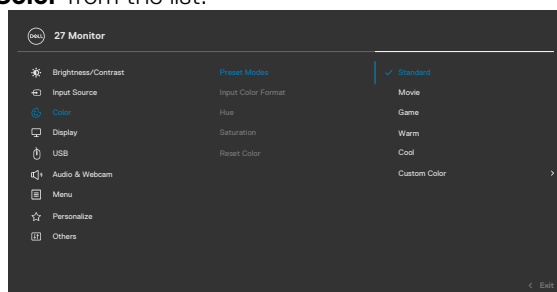 Color from the list.
DELL 27 Monitor
Brightness/Contrast Preset Modes ✓ Standard
Input Source Input Color Format Movie
Color Hue Game
Display Saturation Warm
USB Reset Color Cool
Audio & Webcam Custom Color >
Menu
Personalize
Others
< Exit